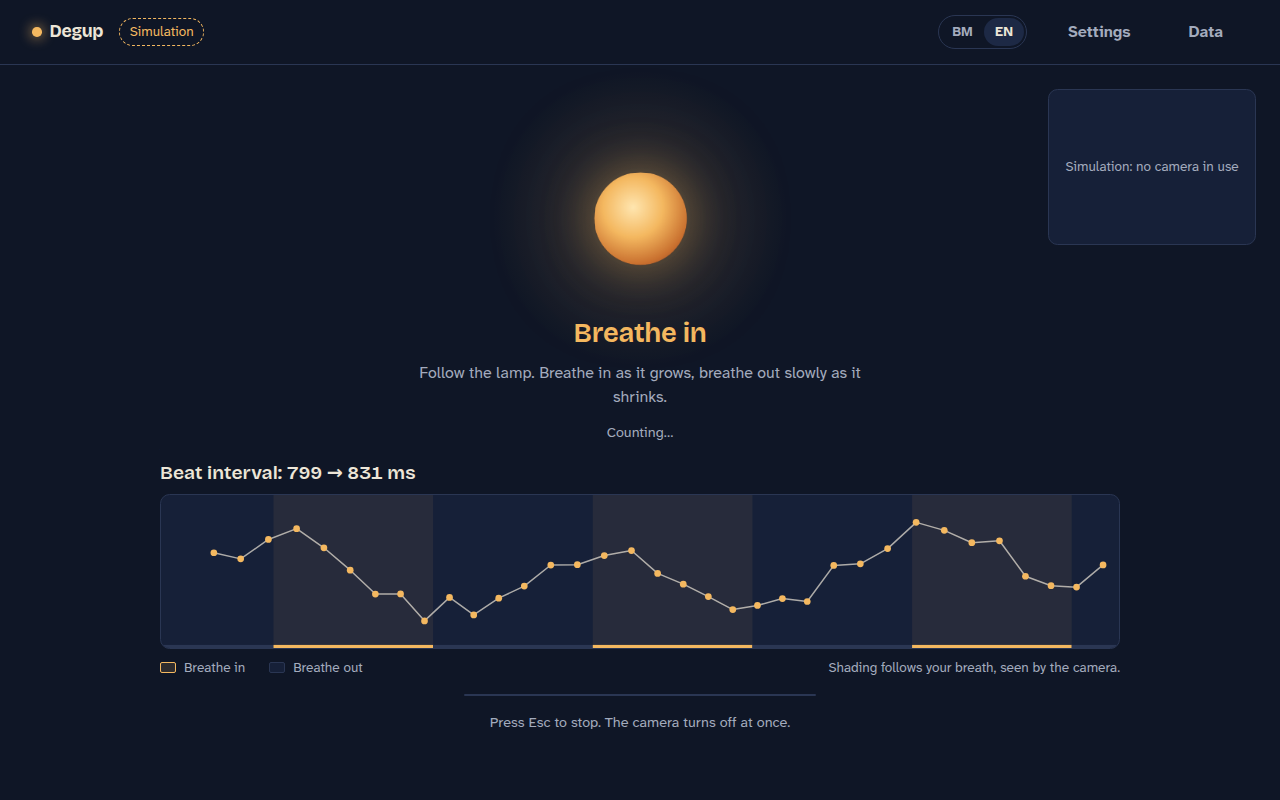 Degup
Simulation
BM
EN
Settings
Data
Simulation: no camera in use
Breathe in
Follow the lamp. Breathe in as it grows, breathe out slowly as it
shrinks.
Counting...
Beat interval: 799 → 831 ms
Breathe in
Breathe out
Shading follows your breath, seen by the camera.
Press Esc to stop. The camera turns off at once.